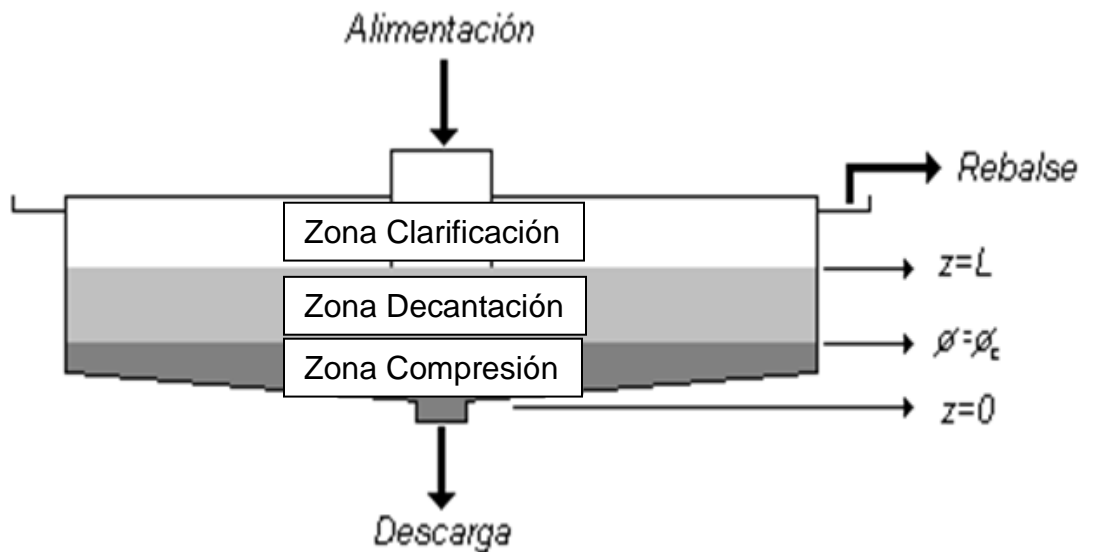 Alimentación
Rebalse
Zona Clarificación
z=L
Zona Decantación
ø=øc
Zona Compresión
z=0
Descarga